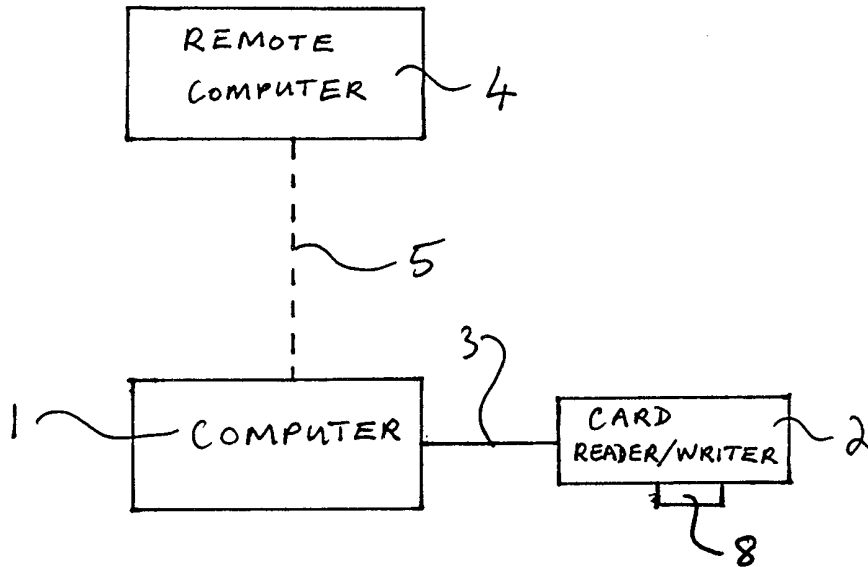 REMOTE
COMPUTER
4
5
3
1
COMPUTER
CARD
READER/WRITER
2
8